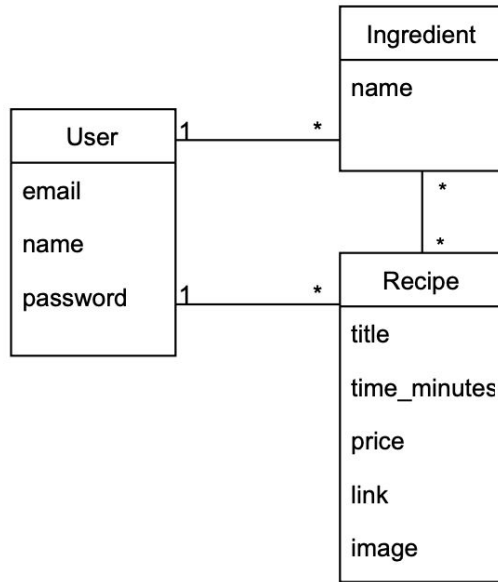 User
email
name
password
1
*
1
*
Ingredient
name
*
*
Recipe
title
time_minutes
price
link
image